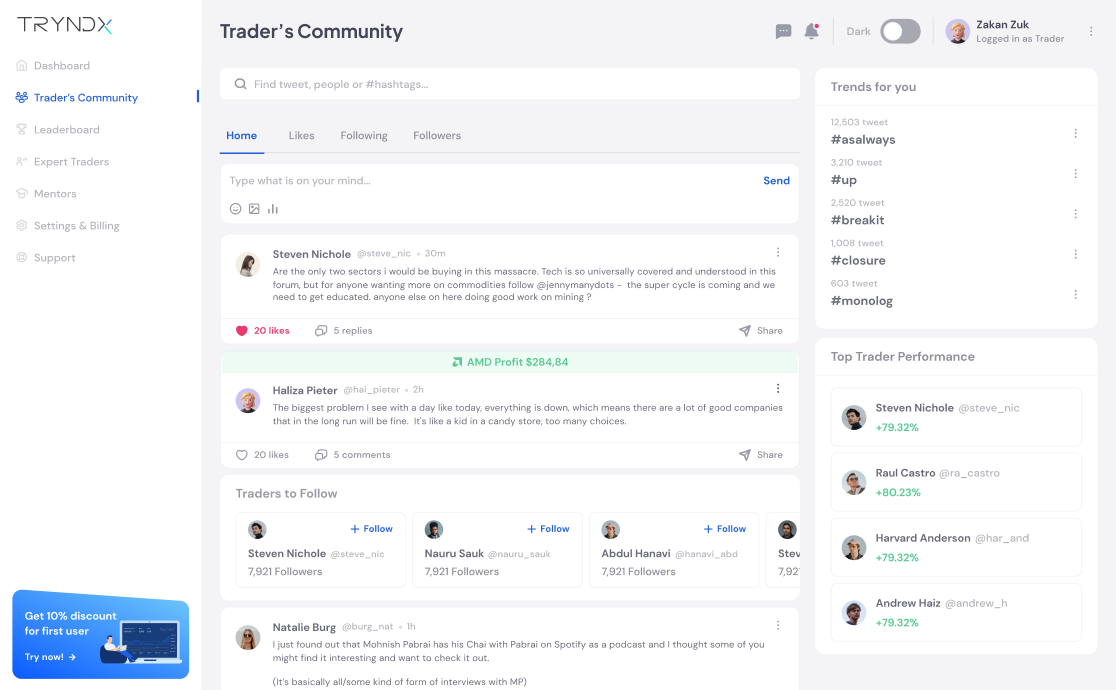 TRYNDX
Dashboard
Trader's Community
Leaderboard
Expert Traders
Mentors
Settings & Billing
Support
Get 10% discount
for first user
Try now! →
Trader's Community
Dark
Zakan Zuk
Logged in as Trader
Find tweet, people or #hashtags...
Home Likes Following Followers
Type what is on your mind...
Send
Steven Nichole @steve_nic • 30m
Are the only two sectors i would be buying in this massacre. Tech is so universally covered and understood in this
forum, but for anyone wanting more on commodities follow @jennymanydots - the super cycle is coming and we
need to get educated. anyone else on here doing good work on mining ?
20 likes 5 replies Share
AMD Profit $284,84
Haliza Pieter @hai_pieter • 2h
The biggest problem I see with a day like today, everything is down, which means there are a lot of good companies
that in the long run will be fine. It's like a kid in a candy store, too many choices.
20 likes 5 comments Share
Traders to Follow
+ Follow
Steven Nichole @steve_nic
7,921 Followers
+ Follow
Nauru Sauk @nauru_sauk
7,921 Followers
+ Follow
Abdul Hanavi @hanavi_abd
7,921 Followers
Stev
7,92
Natalie Burg @burg_nat • 1h
I just found out that Mohnish Pabrai has his Chai with Pabrai on Spotify as a podcast and I thought some of you
might find it interesting and want to check it out.
(It's basically all/some kind of form of interviews with MP)
Trends for you
12,503 tweet
#asalways
3,210 tweet
#up
2,520 tweet
#breakit
1,008 tweet
#closure
603 tweet
#monolog
Top Trader Performance
Steven Nichole @steve_nic
+79.32%
Raul Castro @ra_castro
+80.23%
Harvard Anderson @har_and
+79.32%
Andrew Haiz @andrew_h
+79.32%